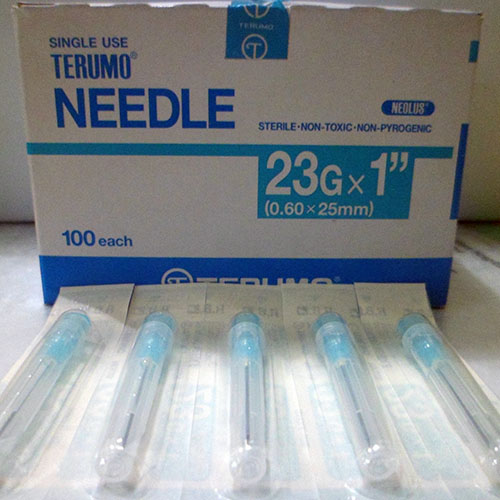 TERUMO
SINGLE USE
TERUMO®
NEEDLE
NEOLUS®
STERILE·NON-TOXIC·NON-PYROGENIC
23G×1”
(0.60×25mm)
100 each
TERUMO®